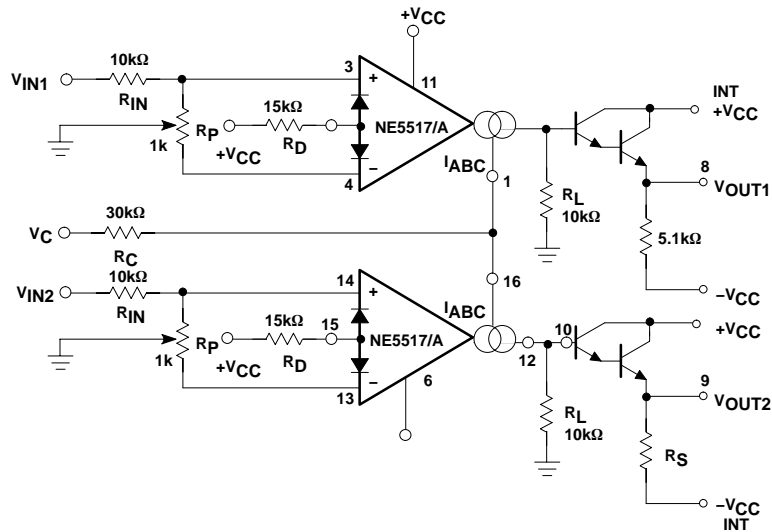 +VCC
10kΩ
VIN1
RIN
3
+
11
INT
+VCC
15kΩ
NE5517/A
RP
1k
+VCC
RD
−
4
IABC
1
8
VOUT1
RL
10kΩ
5.1kΩ
30kΩ
VC
RC
16
−VCC
10kΩ
VIN2
RIN
14
+
IABC
+VCC
15kΩ
15
NE5517/A
12
10
RP
1k
+VCC
RD
−
13
6
9
VOUT2
RL
10kΩ
RS
−VCC
INT